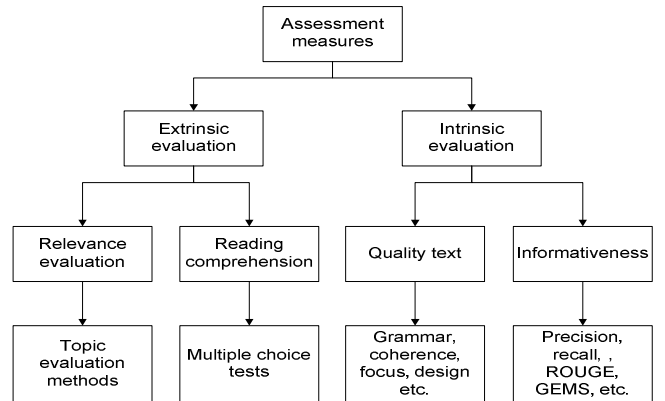 Assessment
measures
Extrinsic
evaluation
Intrinsic
evaluation
Relevance
evaluation
Reading
comprehension
Quality text
Informativeness
Topic
evaluation
methods
Multiple choice
tests
Grammar,
coherence,
focus, design
etc.
Precision,
recall, ,
ROUGE,
GEMS, etc.